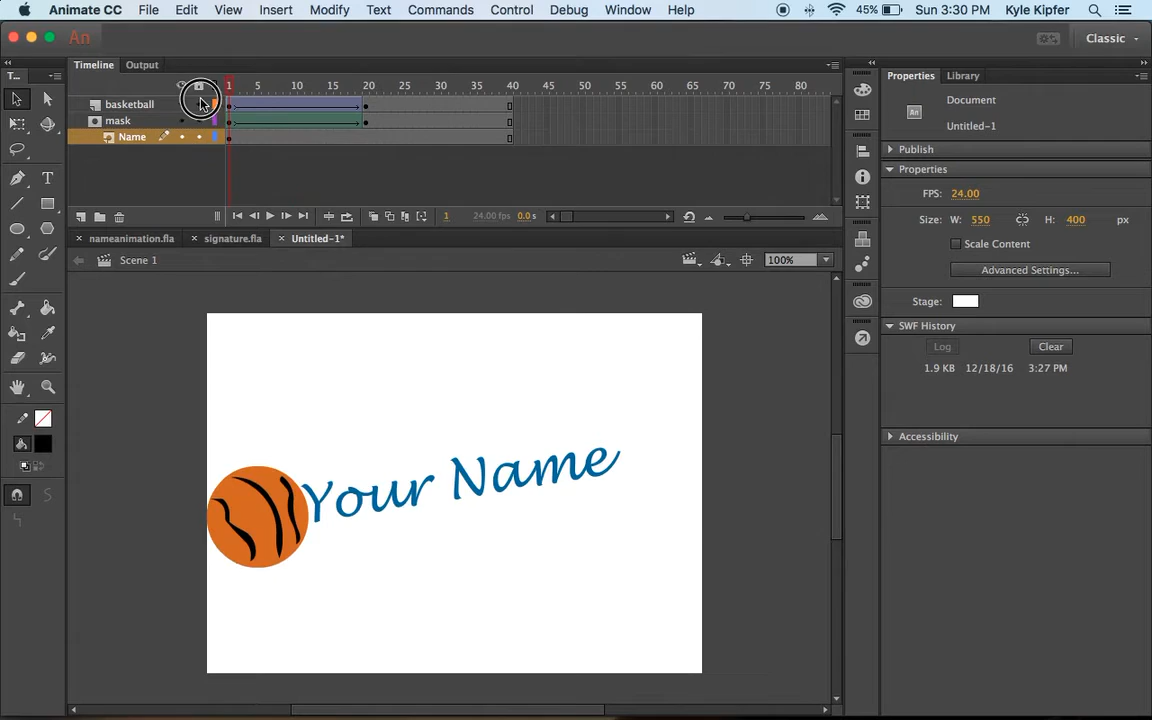 Animate CC File Edit View Insert Modify Text Commands Control Debug Window Help 45% Sun 3:30 PM Kyle Kipfer
An Classic
T... Timeline Output Properties Library
1 5 10 15 20 25 30 35 40 45 50 55 60 65 70 75 80
basketball
mask
Name
1 24.00 fps 0.0 s
nameanimation.fla signature.fla Untitled-1*
Scene 1 100%
Your Name
An Document
Untitled-1
Publish
Properties
FPS: 24.00
Size: W: 550 H: 400 px
Scale Content
Advanced Settings...
Stage:
SWF History
Log Clear
1.9 KB 12/18/16 3:27 PM
Accessibility